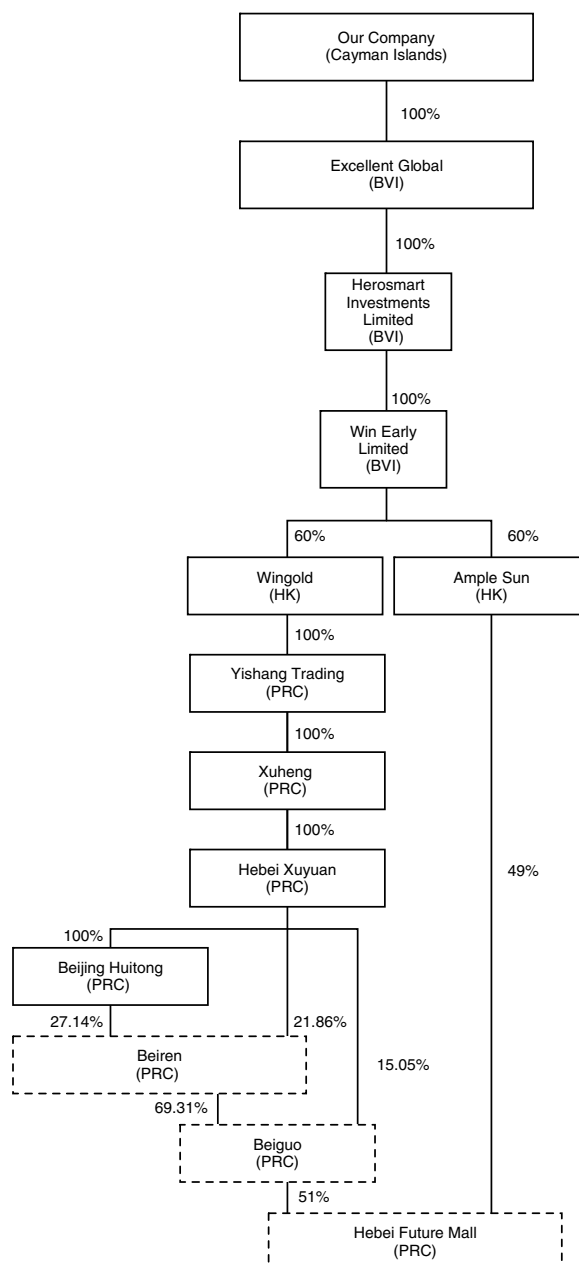 Our Company
(Cayman Islands)
100%
Excellent Global
(BVI)
100%
Herosmart
Investments
Limited
(BVI)
100%
Win Early
Limited
(BVI)
60%
60%
Wingold
(HK)
Ample Sun
(HK)
100%
Yishang Trading
(PRC)
100%
Xuheng
(PRC)
100%
Hebei Xuyuan
(PRC)
49%
100%
Beijing Huitong
(PRC)
27.14%
21.86%
Beiren
(PRC)
15.05%
69.31%
Beiguo
(PRC)
51%
Hebei Future Mall
(PRC)